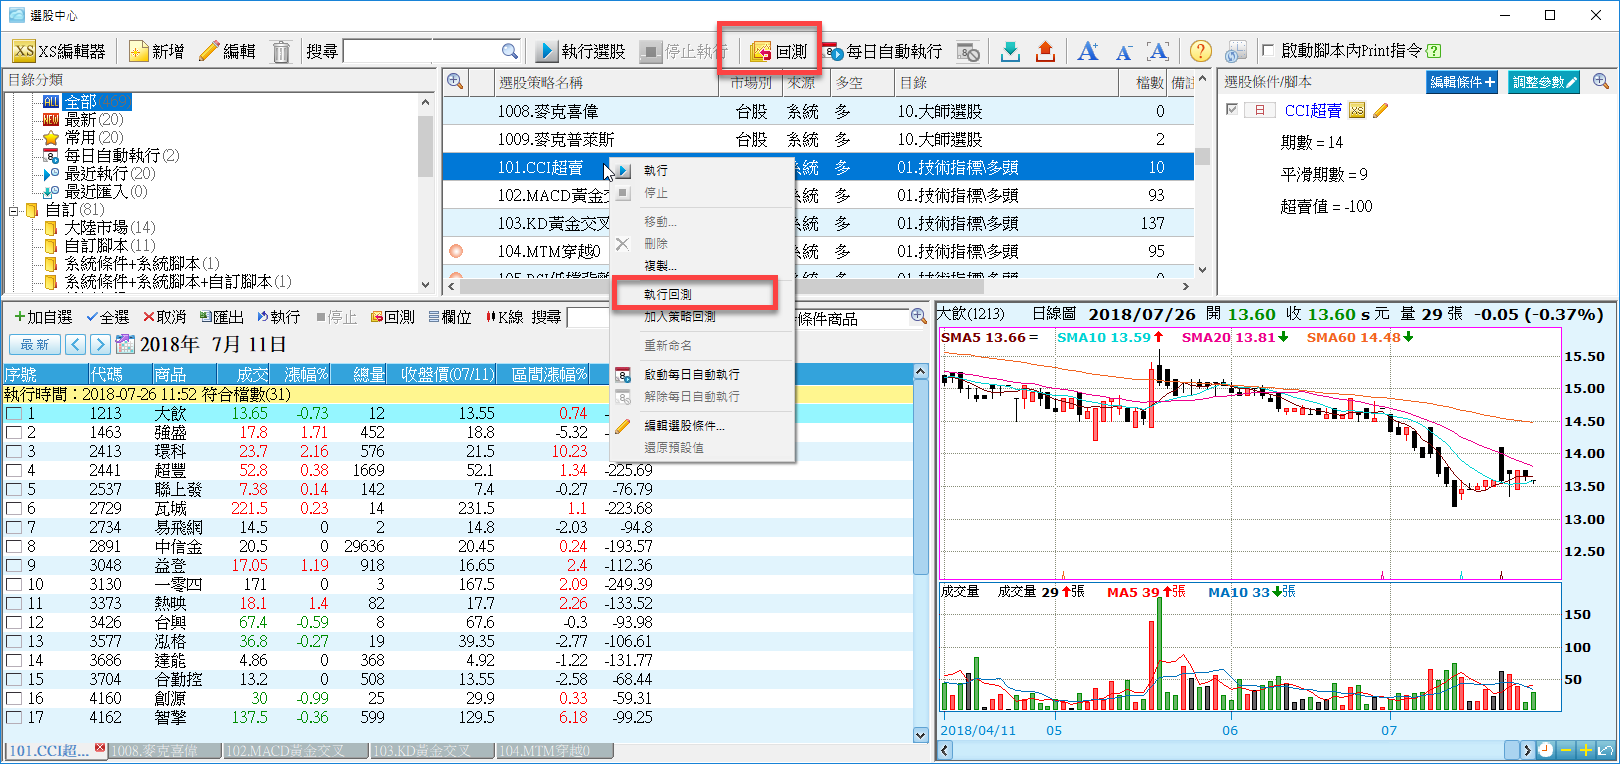 選股中心
XS XS編輯器 新增 編輯 搜尋 執行選股 停止執行 回測 每日自動執行 A A A ? 啟動腳本內Print指令 ?
目錄分類
ALL 全部(469)
NEW 最新(20)
常用(20)
每日自動執行(2)
最近執行(20)
最近匯入(0)
自訂(81)
大陸市場(14)
自訂腳本(11)
系統條件+系統腳本(1)
系統條件+系統腳本+自訂腳本(1)
選股策略名稱 市場別 來源 多空 目錄 檔數 備註
1008.麥克喜偉 台股 系統 多 10.大師選股 0
1009.麥克普萊斯 台股 系統 多 10.大師選股 2
101.CCI超賣 系統 多 01.技術指標\多頭 10
102.MACD黃金交 系統 多 01.技術指標\多頭 93
103.KD黃金交叉 系統 多 01.技術指標\多頭 137
104.MTM穿越0 系統 多 01.技術指標\多頭 95
執行
停止
移動...
刪除
複製...
執行回測
加入策略回測
重新命名
啟動每日自動執行
解除每日自動執行
編輯選股條件...
還原預設值
選股條件/腳本 編輯條件+ 調整參數
日 CCI超賣 XS
期數 = 14
平滑期數 = 9
超賣值 = -100
+加自選 全選 取消 匯出 執行 停止 回測 欄位 K線 搜尋 條件商品
最新 2018年 7月 11日
序號 代碼 商品 成交 漲幅% 總量 收盤價(07/11) 區間漲幅%
執行時間：2018-07-26 11:52 符合檔數(31)
1 1213 大飲 13.65 -0.73 12 13.55 0.74
2 1463 強盛 17.8 1.71 452 18.8 -5.32
3 2413 環科 23.7 2.16 576 21.5 10.23
4 2441 超豐 52.8 0.38 1669 52.1 1.34 -225.69
5 2537 聯上發 7.38 0.14 142 7.4 -0.27 -76.79
6 2729 瓦城 221.5 0.23 14 231.5 1.1 -223.68
7 2734 易飛網 14.5 0 2 14.8 -2.03 -94.8
8 2891 中信金 20.5 0 29636 20.45 0.24 -193.57
9 3048 益登 17.05 1.19 918 16.65 2.4 -112.36
10 3130 一零四 171 0 3 167.5 2.09 -249.39
11 3373 熱映 18.1 1.4 82 17.7 2.26 -133.52
12 3426 台興 67.4 -0.59 8 67.6 -0.3 -93.98
13 3577 泓格 36.8 -0.27 19 39.35 -2.77 -106.61
14 3686 達能 4.86 0 368 4.92 -1.22 -131.77
15 3704 合勤控 13.2 0 508 13.55 -2.58 -68.44
16 4160 創源 30 -0.99 25 29.9 0.33 -59.31
17 4162 智擎 137.5 -0.36 599 129.5 6.18 -99.25
101.CCI超... 1008.麥克喜偉 102.MACD黃金交叉 103.KD黃金交叉 104.MTM穿越0
大飲(1213) 日線圖 2018/07/26 開 13.60 收 13.60 s 元 量 29 張 -0.05 (-0.37%)
SMA5 13.66 = SMA10 13.59 SMA20 13.81 SMA60 14.48
15.50
15.00
14.50
14.00
13.50
13.00
12.50
成交量 成交量 29 張 MA5 39 張 MA10 33 張
150
100
50
2018/04/11 05 06 07